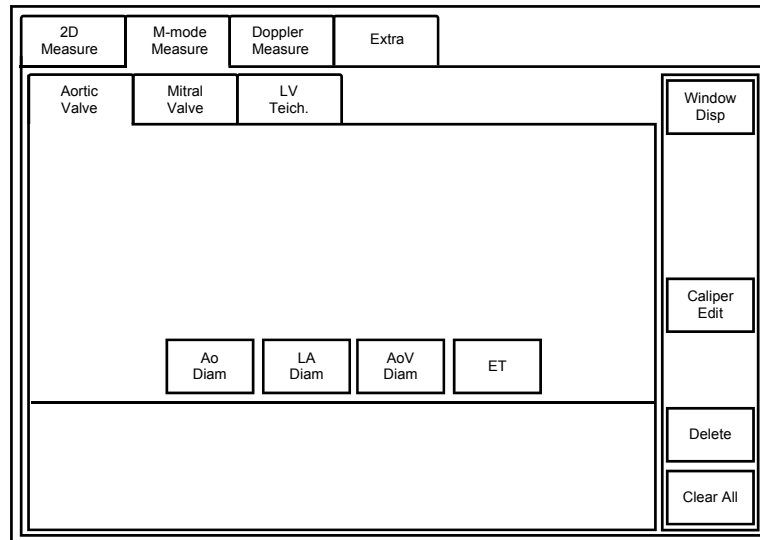 2D
Measure
M-mode
Measure
Doppler
Measure
Extra
Aortic
Valve
Mitral
Valve
LV
Teich.
Window
Disp
Caliper
Edit
Ao
Diam
LA
Diam
AoV
Diam
ET
Delete
Clear All